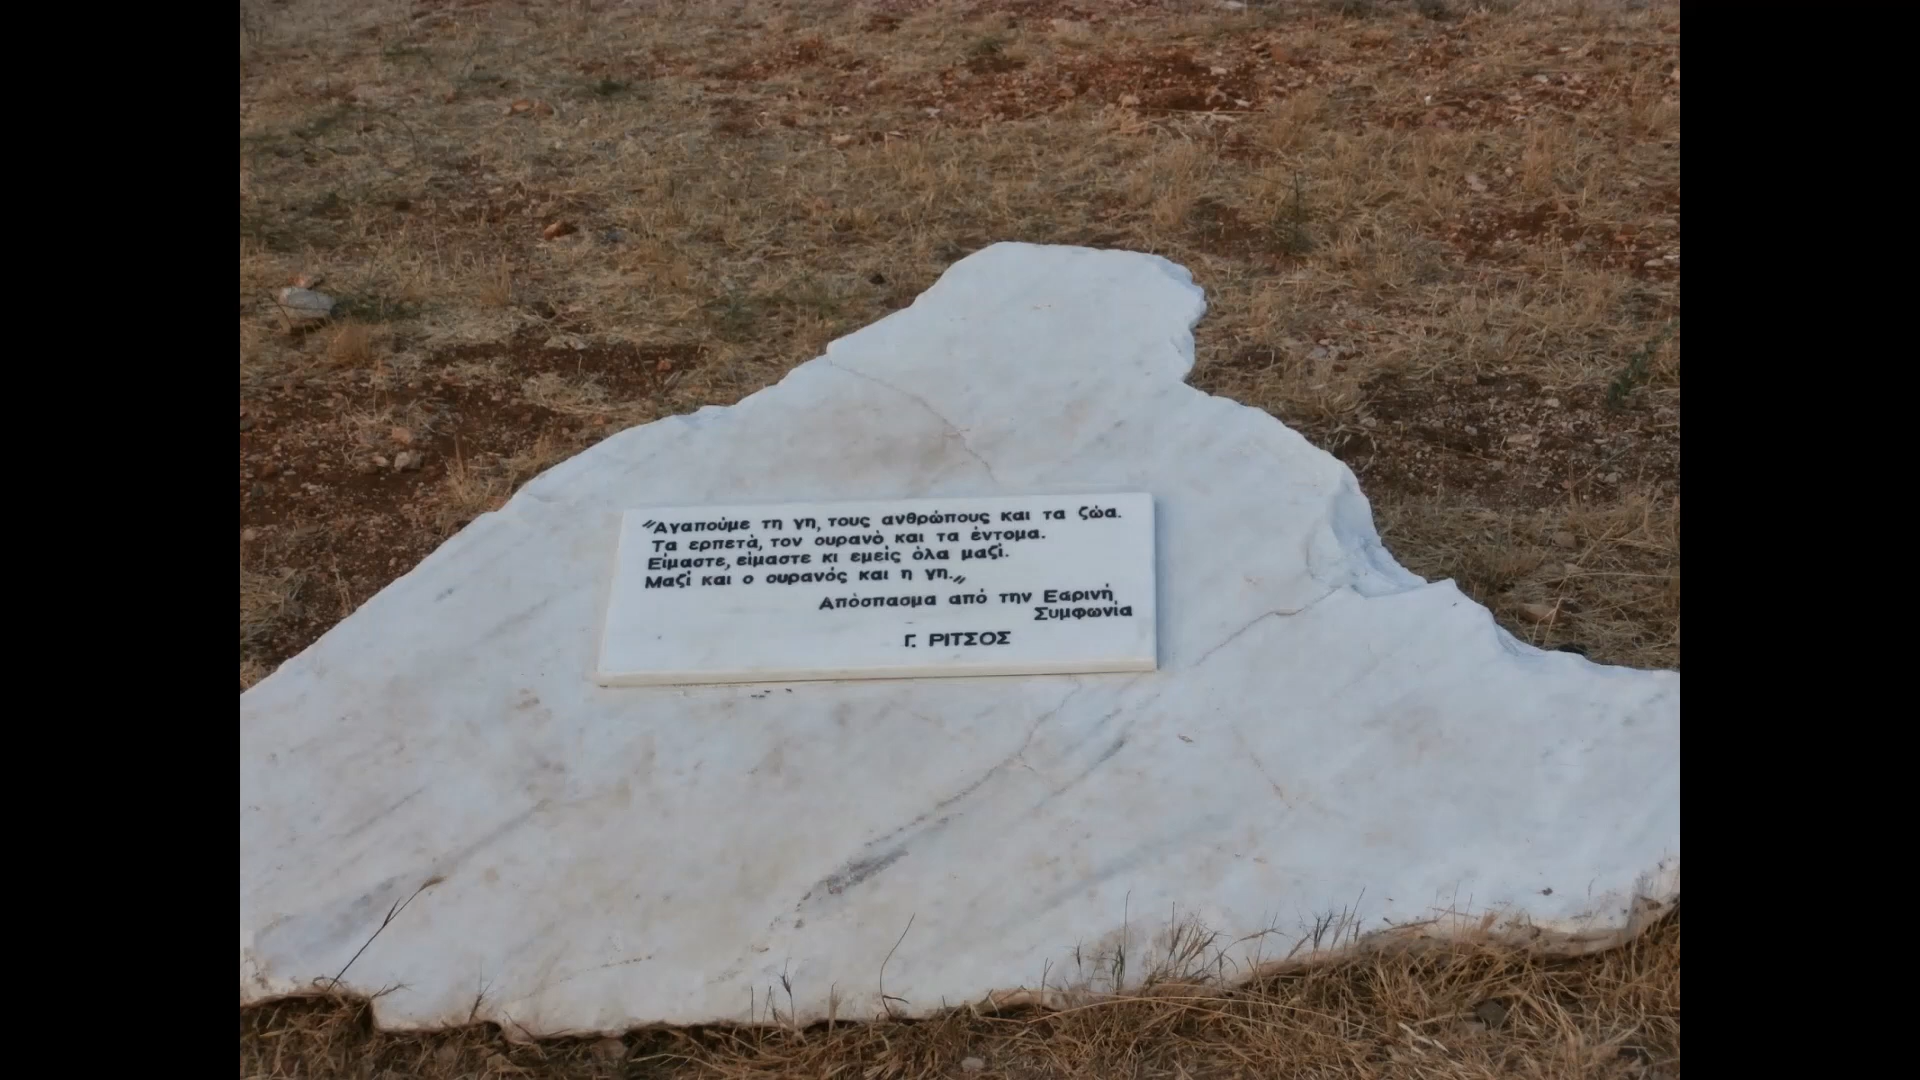 "Αγαπούμε τη γη, τους ανθρώπους και τα ζώα.
Τα ερπετά, τον ουρανό και τα έντομα.
Είμαστε, είμαστε κι εμείς όλα μαζί.
Μαζί και ο ουρανός και η γη."
Απόσπασμα από την Εαρινή
Συμφωνία
Γ. ΡΙΤΣΟΣ